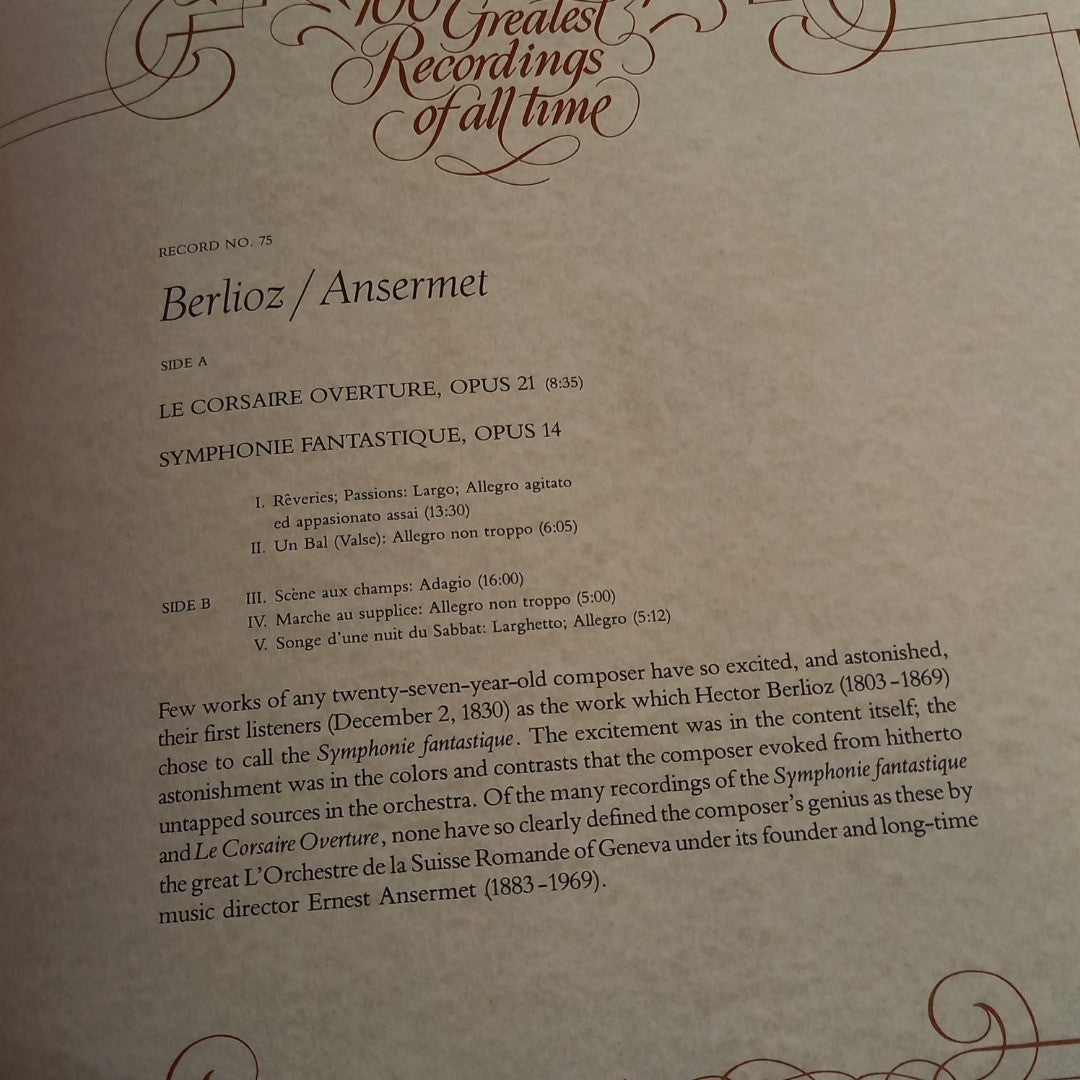 100
Greatest
Recordings
of all time
RECORD NO. 75
Berlioz / Ansermet
SIDE A
LE CORSAIRE OVERTURE, OPUS 21 (8:35)
SYMPHONIE FANTASTIQUE, OPUS 14
I. Rêveries; Passions: Largo; Allegro agitato
ed appasionato assai (13:30)
II. Un Bal (Valse): Allegro non troppo (6:05)
SIDE B III. Scène aux champs: Adagio (16:00)
IV. Marche au supplice: Allegro non troppo (5:00)
V. Songe d'une nuit du Sabbat: Larghetto; Allegro (5:12)
Few works of any twenty-seven-year-old composer have so excited, and astonished,
their first listeners (December 2, 1830) as the work which Hector Berlioz (1803–1869)
chose to call the Symphonie fantastique. The excitement was in the content itself; the
astonishment was in the colors and contrasts that the composer evoked from hitherto
untapped sources in the orchestra. Of the many recordings of the Symphonie fantastique
and Le Corsaire Overture, none have so clearly defined the composer's genius as these by
the great L'Orchestre de la Suisse Romande of Geneva under its founder and long-time
music director Ernest Ansermet (1883–1969).